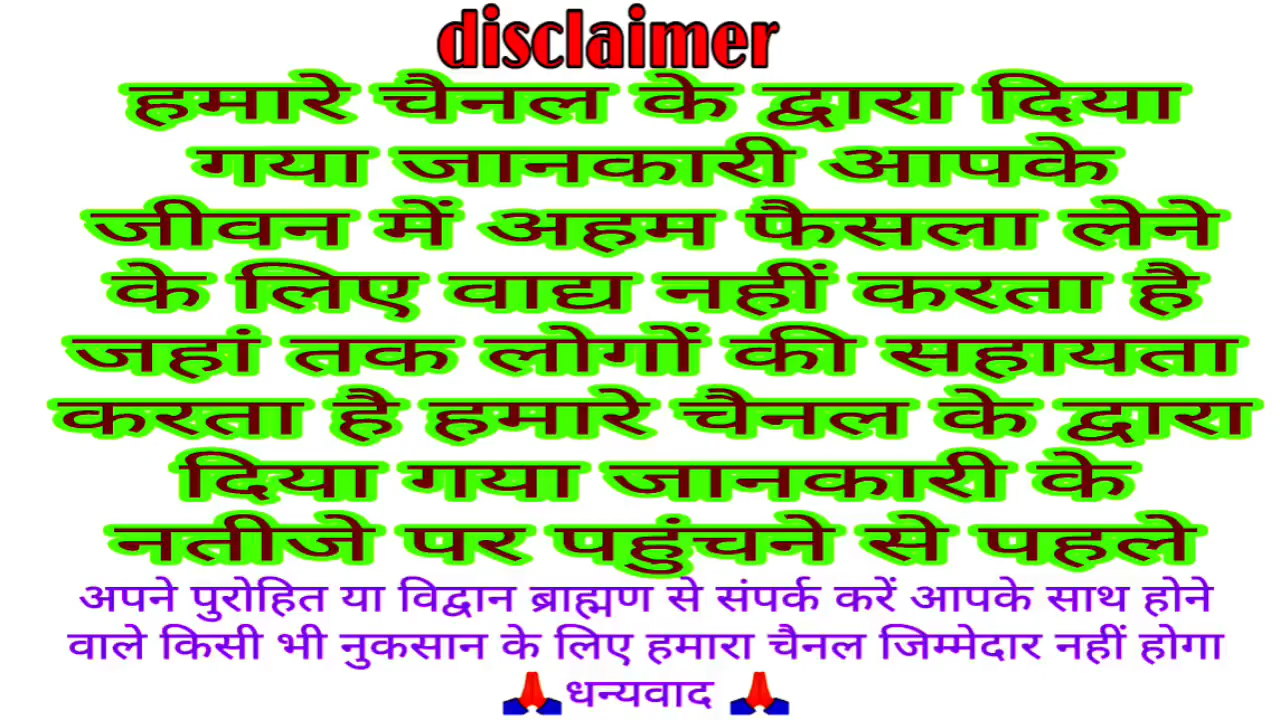 disclaimer
हमारे चैनल के द्वारा दिया
गया जानकारी आपके
जीवन में अहम फैसला लेने
के लिए वाद्य नहीं करता है
जहां तक लोगों की सहायता
करता है हमारे चैनल के द्वारा
दिया गया जानकारी के
नतीजे पर पहुंचने से पहले
अपने पुरोहित या विद्वान ब्राह्मण से संपर्क करें आपके साथ होने
वाले किसी भी नुकसान के लिए हमारा चैनल जिम्मेदार नहीं होगा
🙏धन्यवाद 🙏